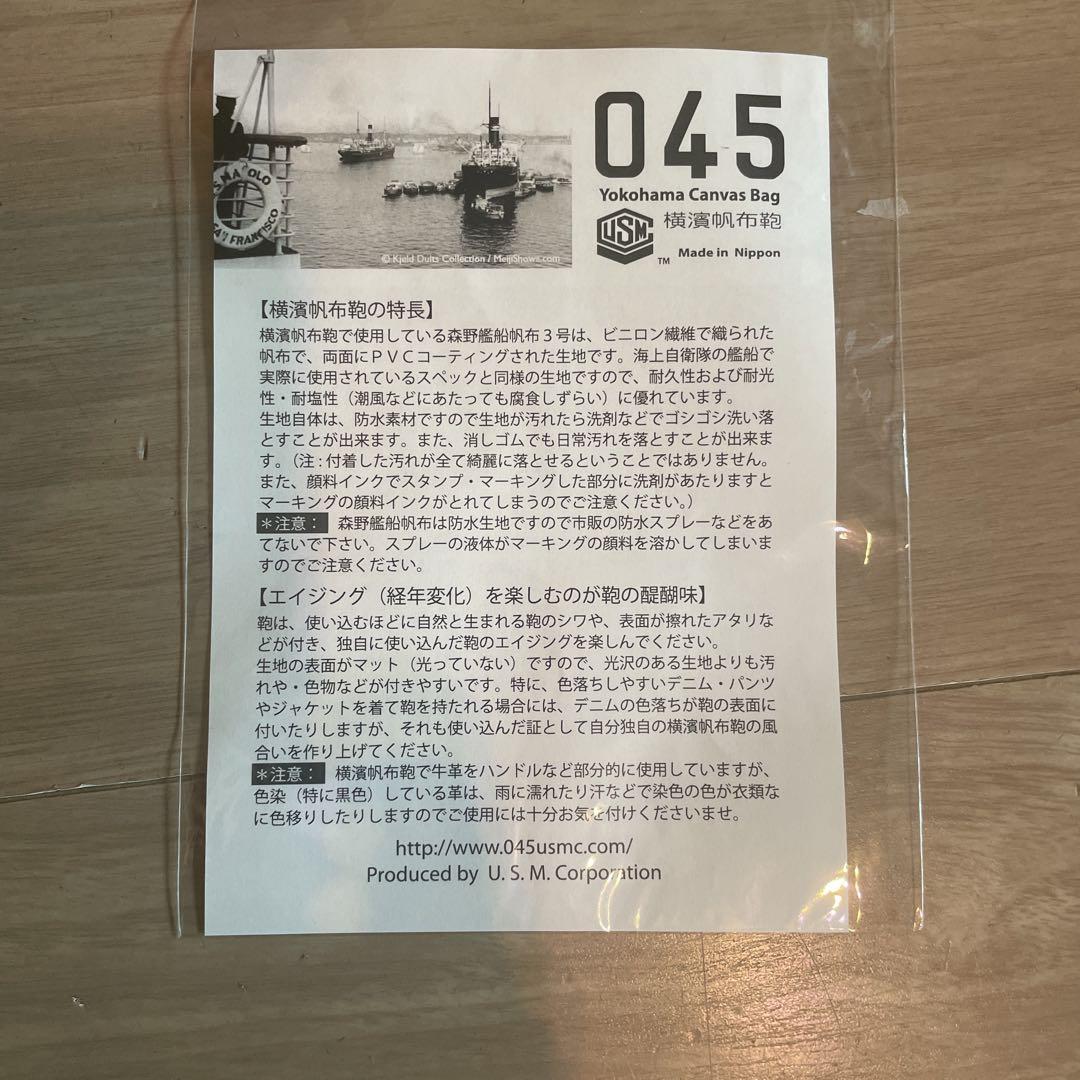 045
Yokohama Canvas Bag
USMC
横濱帆布鞄
TM
Made in Nippon
OLO
SAN FRANCISCO
© Kjeld Duits Collection / MeijiShowa.com
【横濱帆布鞄の特長】
横濱帆布鞄で使用している森野艦船帆布3号は、ビニロン繊維で織られた
帆布で、両面にPVCコーティングされた生地です。海上自衛隊の艦船で
実際に使用されているスペックと同様の生地ですので、耐久性および耐光
性・耐塩性（潮風などにあたっても腐食しずらい）に優れています。
生地自体は、防水素材ですので生地が汚れたら洗剤などでゴシゴシ洗い落
とすことが出来ます。また、消しゴムでも日常汚れを落とすことが出来ま
す。（注：付着した汚れが全て綺麗に落とせるということではありません。
また、顔料インクでスタンプ・マーキングした部分に洗剤があたりますと
マーキングの顔料インクがとれてしまうのでご注意ください。）
＊注意： 森野艦船帆布は防水生地ですので市販の防水スプレーなどをあ
てないで下さい。スプレーの液体がマーキングの顔料を溶かしてしまいま
すのでご注意ください。
【エイジング（経年変化）を楽しむのが鞄の醍醐味】
鞄は、使い込むほどに自然と生まれる鞄のシワや、表面が擦れたアタリな
どが付き、独自に使い込んだ鞄のエイジングを楽しんでください。
生地の表面がマット（光っていない）ですので、光沢のある生地よりも汚
れや・色物などが付きやすいです。特に、色落ちしやすいデニム・パンツ
やジャケットを着て鞄を持たれる場合には、デニムの色落ちが鞄の表面に
付いたりしますが、それも使い込んだ証として自分独自の横濱帆布鞄の風
合いを作り上げてください。
＊注意： 横濱帆布鞄で牛革をハンドルなど部分的に使用していますが、
色染（特に黒色）している革は、雨に濡れたり汗などで染色の色が衣類な
に色移りしたりしますのでご使用には十分お気を付けくださいませ。
http://www.045usmc.com/
Produced by U. S. M. Corporation